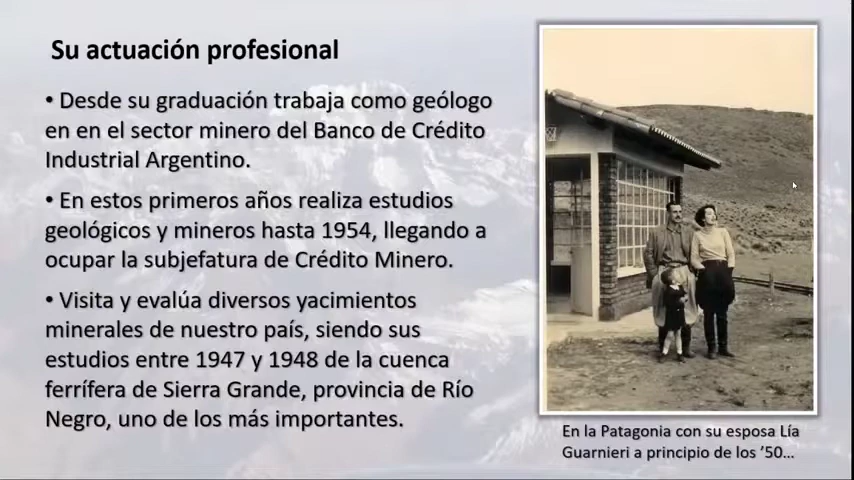 Su actuación profesional
• Desde su graduación trabaja como geólogo
en en el sector minero del Banco de Crédito
Industrial Argentino.
• En estos primeros años realiza estudios
geológicos y mineros hasta 1954, llegando a
ocupar la subjefatura de Crédito Minero.
• Visita y evalúa diversos yacimientos
minerales de nuestro país, siendo sus
estudios entre 1947 y 1948 de la cuenca
ferrífera de Sierra Grande, provincia de Río
Negro, uno de los más importantes.
En la Patagonia con su esposa Lía
Guarnieri a principio de los ’50...